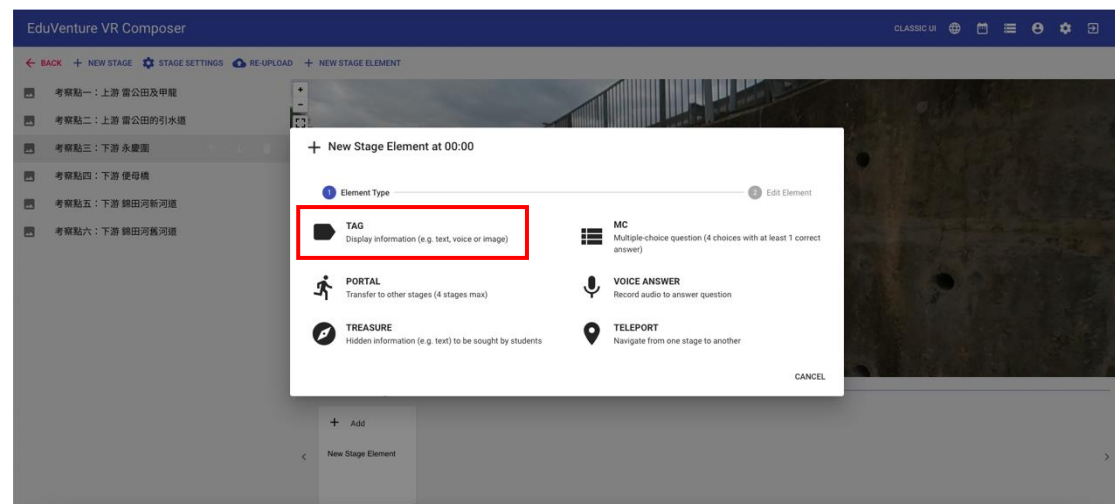 EduVenture VR Composer
CLASSIC UI
BACK
NEW STAGE
STAGE SETTINGS
RE-UPLOAD
NEW STAGE ELEMENT
考察點一：上游 雷公田及甲龍
考察點二：上游 雷公田的引水道
考察點三：下游 永慶圍
考察點四：下游 便母橋
考察點五：下游 錦田河新河道
考察點六：下游 錦田河舊河道
New Stage Element at 00:00
1 Element Type
2 Edit Element
TAG
Display information (e.g. text, voice or image)
MC
Multiple-choice question (4 choices with at least 1 correct
answer)
PORTAL
Transfer to other stages (4 stages max)
VOICE ANSWER
Record audio to answer question
TREASURE
Hidden information (e.g. text) to be sought by students
TELEPORT
Navigate from one stage to another
CANCEL
Add
New Stage Element